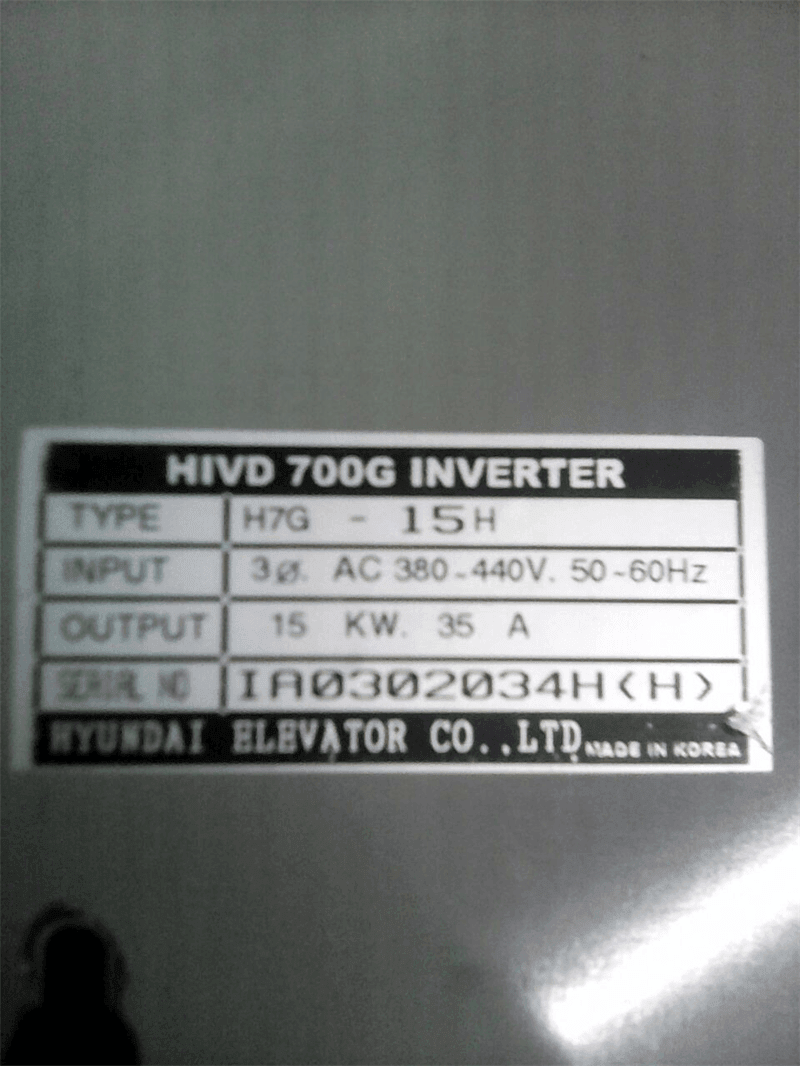 HIVD 700G INVERTER
TYPE H7G - 15H
INPUT 3Ø. AC 380~440V. 50~60Hz
OUTPUT 15 KW. 35 A
SERIAL NO IA0302034H(H)
HYUNDAI ELEVATOR CO.,LTD. MADE IN KOREA